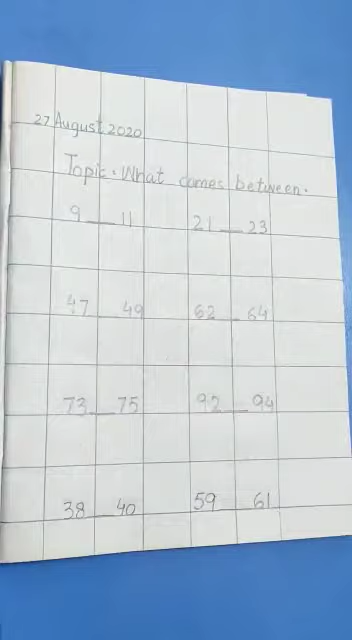 27 August 2020
Topic. What comes between.
9 __ 11 21 __ 23
47 __ 49 62 __ 64
73 __ 75 92 __ 94
38 __ 40 59 __ 61